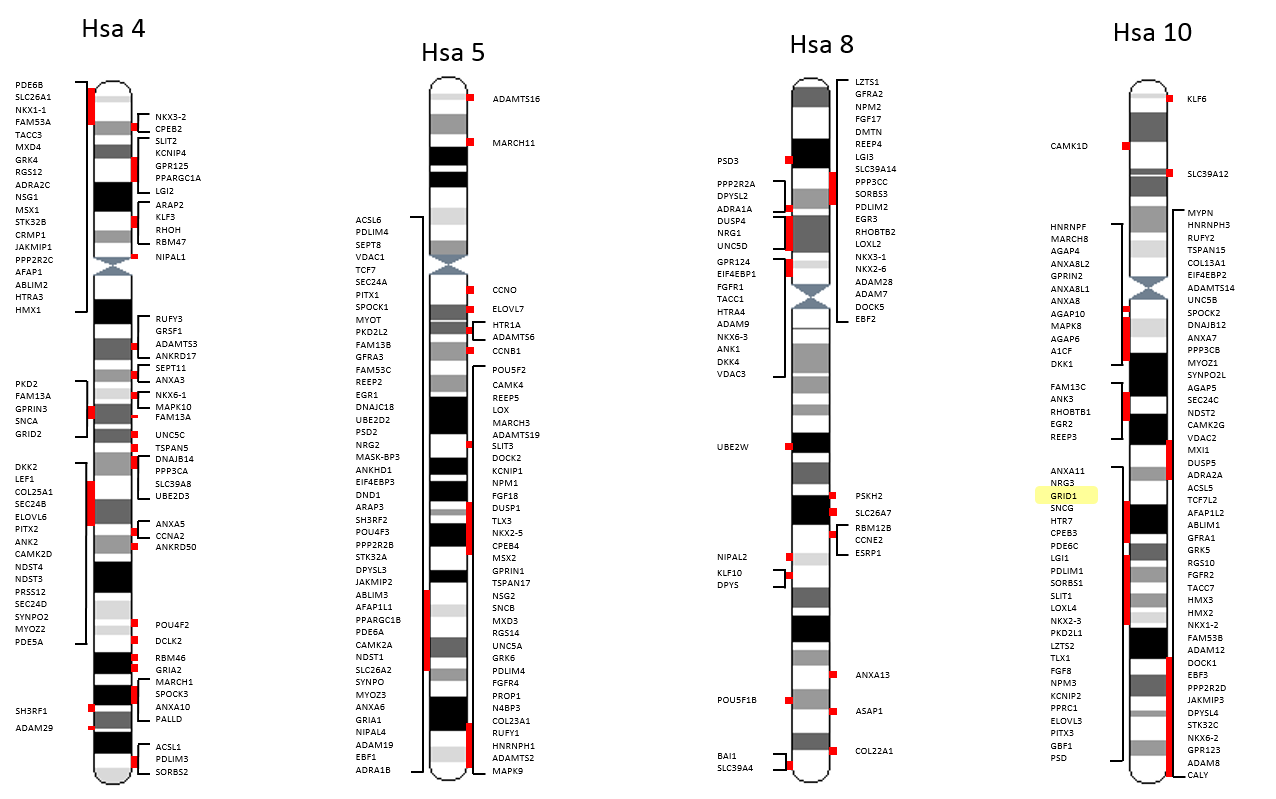 Hsa 4
PDE6B
SLC26A1
NKX1-1
FAM53A
TACC3
MXD4
GRK4
RGS12
ADRA2C
NSG1
MSX1
STK32B
CRMP1
JAKMIP1
PPP2R2C
AFAP1
ABLIM2
HTRA3
HMX1
PKD2
FAM13A
GPRIN3
SNCA
GRID2
DKK2
LEF1
COL25A1
SEC24B
ELOVL6
PITX2
ANK2
CAMK2D
NDST4
NDST3
PRSS12
SEC24D
SYNPO2
MYOZ2
PDE5A
SH3RF1
ADAM29
NKX3-2
CPEB2
SLIT2
KCNIP4
GPR125
PPARGC1A
LGI2
ARAP2
KLF3
RHOH
RBM47
NIPAL1
RUFY3
GRSF1
ADAMTS3
ANKRD17
SEPT11
ANXA3
NKX6-1
MAPK10
FAM13A
UNC5C
TSPAN5
DNAJB14
PPP3CA
SLC39A8
UBE2D3
ANXA5
CCNA2
ANKRD50
POU4F2
DCLK2
RBM46
GRIA2
MARCH1
SPOCK3
ANXA10
PALLD
ACSL1
PDLIM3
SORBS2
Hsa 5
ACSL6
PDLIM4
SEPT8
VDAC1
TCF7
SEC24A
PITX1
SPOCK1
MYOT
PKD2L2
FAM13B
GFRA3
FAM53C
REEP2
EGR1
DNAJC18
UBE2D2
PSD2
NRG2
MASK-BP3
ANKHD1
EIF4EBP3
DND1
ARAP3
SH3RF2
POU4F3
PPP2R2B
STK32A
DPYSL3
JAKMIP2
ABLIM3
AFAP1L1
PPARGC1B
PDE6A
CAMK2A
NDST1
SLC26A2
SYNPO
MYOZ3
ANXA6
GRIA1
NIPAL4
ADAM19
EBF1
ADRA1B
ADAMTS16
MARCH11
CCNO
ELOVL7
HTR1A
ADAMTS6
CCNB1
POU5F2
CAMK4
REEP5
LOX
MARCH3
ADAMTS19
SLIT3
DOCK2
KCNIP1
NPM1
FGF18
DUSP1
TLX3
NKX2-5
CPEB4
MSX2
GPRIN1
TSPAN17
NSG2
SNCB
MXD3
RGS14
UNC5A
GRK6
PDLIM4
FGFR4
PROP1
N4BP3
COL23A1
RUFY1
HNRNPH1
ADAMTS2
MAPK9
Hsa 8
PSD3
PPP2R2A
DPYSL2
ADRA1A
DUSP4
NRG1
UNC5D
GPR124
EIF4EBP1
FGFR1
TACC1
HTRA4
ADAM9
NKX6-3
ANK1
DKK4
VDAC3
UBE2W
NIPAL2
KLF10
DPYS
POU5F1B
BAI1
SLC39A4
LZTS1
GFRA2
NPM2
FGF17
DMTN
REEP4
LGI3
SLC39A14
PPP3CC
SORBS3
PDLIM2
EGR3
RHOBTB2
LOXL2
NKX3-1
NKX2-6
ADAM28
ADAM7
DOCK5
EBF2
PSKH2
SLC26A7
RBM12B
CCNE2
ESRP1
ANXA13
ASAP1
COL22A1
Hsa 10
CAMK1D
HNRNPF
MARCH8
AGAP4
ANXA8L2
GPRIN2
ANXA8L1
ANXA8
AGAP10
MAPK8
AGAP6
A1CF
DKK1
FAM13C
ANK3
RHOBTB1
EGR2
REEP3
ANXA11
NRG3
GRID1
SNCG
HTR7
CPEB3
PDE6C
LGI1
PDLIM1
SORBS1
SLIT1
LOXL4
NKX2-3
PKD2L1
LZTS2
TLX1
FGF8
NPM3
KCNIP2
PPRC1
ELOVL3
PITX3
GBF1
PSD
KLF6
SLC39A12
MYPN
HNRNPH3
RUFY2
TSPAN15
COL13A1
EIF4EBP2
ADAMTS14
UNC5B
SPOCK2
DNAJB12
ANXA7
PPP3CB
MYOZ1
SYNPO2L
AGAP5
SEC24C
NDST2
CAMK2G
VDAC2
MXI1
DUSP5
ADRA2A
ACSL5
TCF7L2
AFAP1L2
ABLIM1
GFRA1
GRK5
RGS10
FGFR2
TACC7
HMX3
HMX2
NKX1-2
FAM53B
ADAM12
DOCK1
EBF3
PPP2R2D
JAKMIP3
DPYSL4
STK32C
NKX6-2
GPR123
ADAM8
CALY